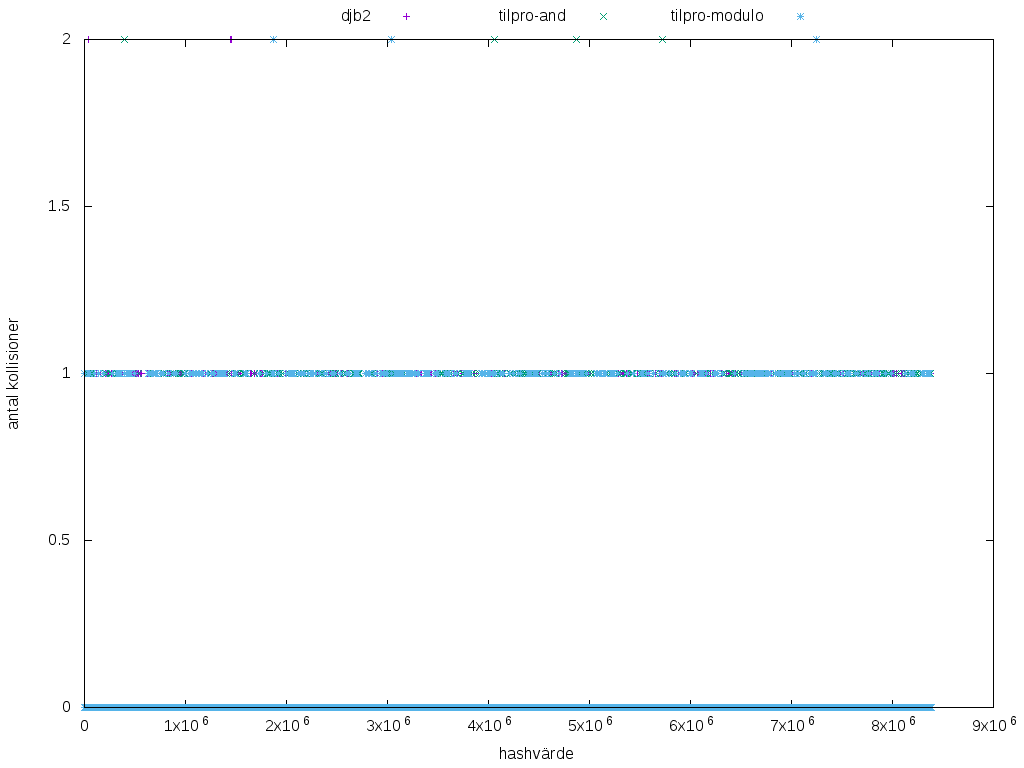 djb2 tilpro-and tilpro-modulo
2
1.5
1
0.5
0
antal kollisioner
0 1x10^6 2x10^6 3x10^6 4x10^6 5x10^6 6x10^6 7x10^6 8x10^6 9x10^6
hashvärde